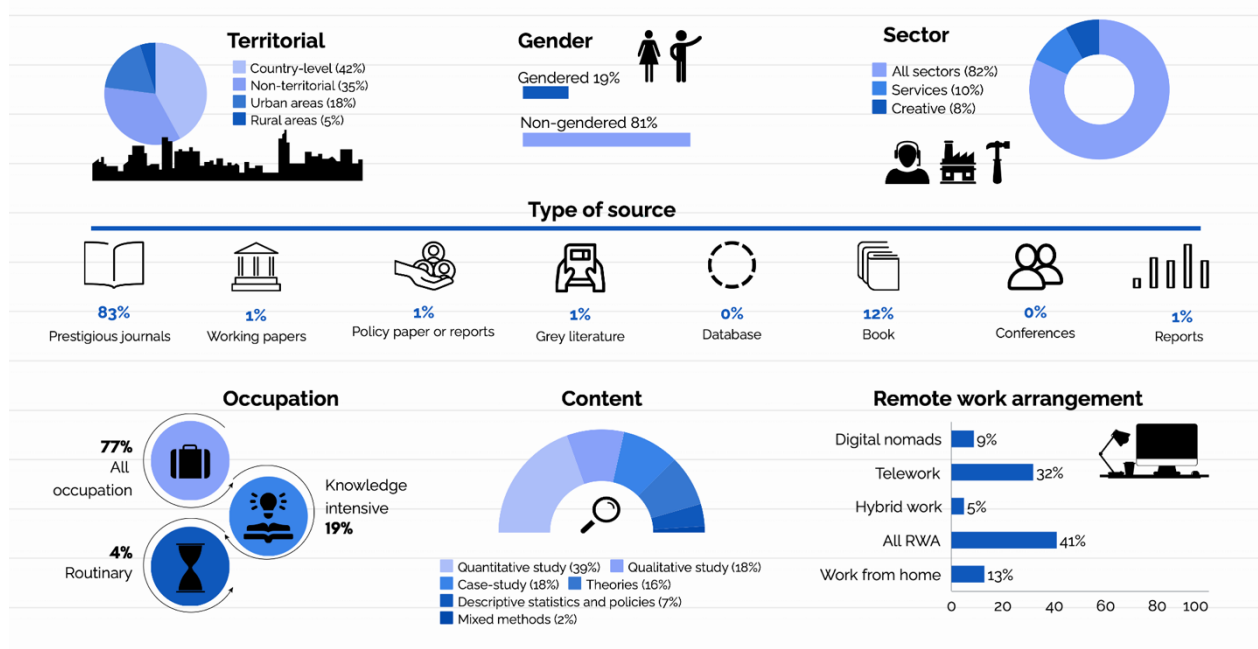 Territorial
Country-level (42%)
Non-territorial (35%)
Urban areas (18%)
Rural areas (5%)
Gender
Gendered 19%
Non-gendered 81%
Sector
All sectors (82%)
Services (10%)
Creative (8%)
Type of source
83%
Prestigious journals
1%
Working papers
1%
Policy paper or reports
1%
Grey literature
0%
Database
12%
Book
0%
Conferences
1%
Reports
Occupation
77%
All
occupation
Knowledge
intensive
19%
4%
Routinary
Content
Quantitative study (39%) Qualitative study (18%)
Case-study (18%) Theories (16%)
Descriptive statistics and policies (7%)
Mixed methods (2%)
Remote work arrangement
Digital nomads 9%
Telework 32%
Hybrid work 5%
All RWA 41%
Work from home 13%
0 20 40 60 80 100